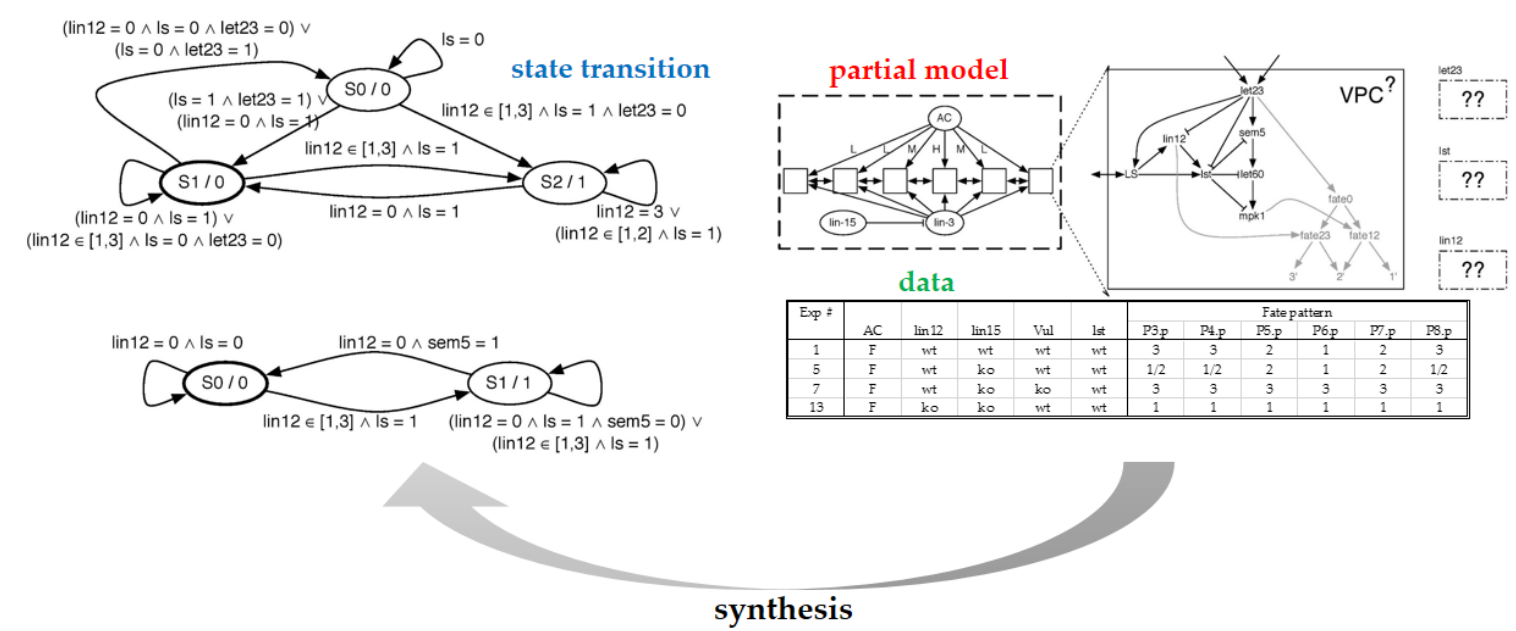 (lin12 = 0 ∧ ls = 0 ∧ let23 = 0) ∨
(ls = 0 ∧ let23 = 1)
ls = 0
state transition
S0 / 0
(ls = 1 ∧ let23 = 1) ∨
(lin12 = 0 ∧ ls = 1)
lin12 ∈ [1,3] ∧ ls = 1 ∧ let23 = 0
lin12 ∈ [1,3] ∧ ls = 1
S1 / 0
S2 / 1
lin12 = 0 ∧ ls = 1
(lin12 = 0 ∧ ls = 1) ∨
(lin12 ∈ [1,3] ∧ ls = 0 ∧ let23 = 0)
lin12 = 3 ∨
(lin12 ∈ [1,2] ∧ ls = 1)
lin12 = 0 ∧ ls = 0
lin12 = 0 ∧ sem5 = 1
S0 / 0
S1 / 1
lin12 ∈ [1,3] ∧ ls = 1
(lin12 = 0 ∧ ls = 1 ∧ sem5 = 0) ∨
(lin12 ∈ [1,3] ∧ ls = 1)
partial model
AC
L L M H M L
lin-15
lin-3
VPC?
let23
lin12
sem5
LS
lst
let60
mpk1
fate0
fate23
fate12
3' 2' 1'
let23
??
lst
??
lin12
??
data
Exp # Fate pattern
AC lin12 lin15 Vul lst P3.p P4.p P5.p P6.p P7.p P8.p
1 F wt wt wt wt 3 3 2 1 2 3
5 F wt ko wt wt 1/2 1/2 2 1 2 1/2
7 F wt ko ko wt 3 3 3 3 3 3
13 F ko ko wt wt 1 1 1 1 1 1
synthesis